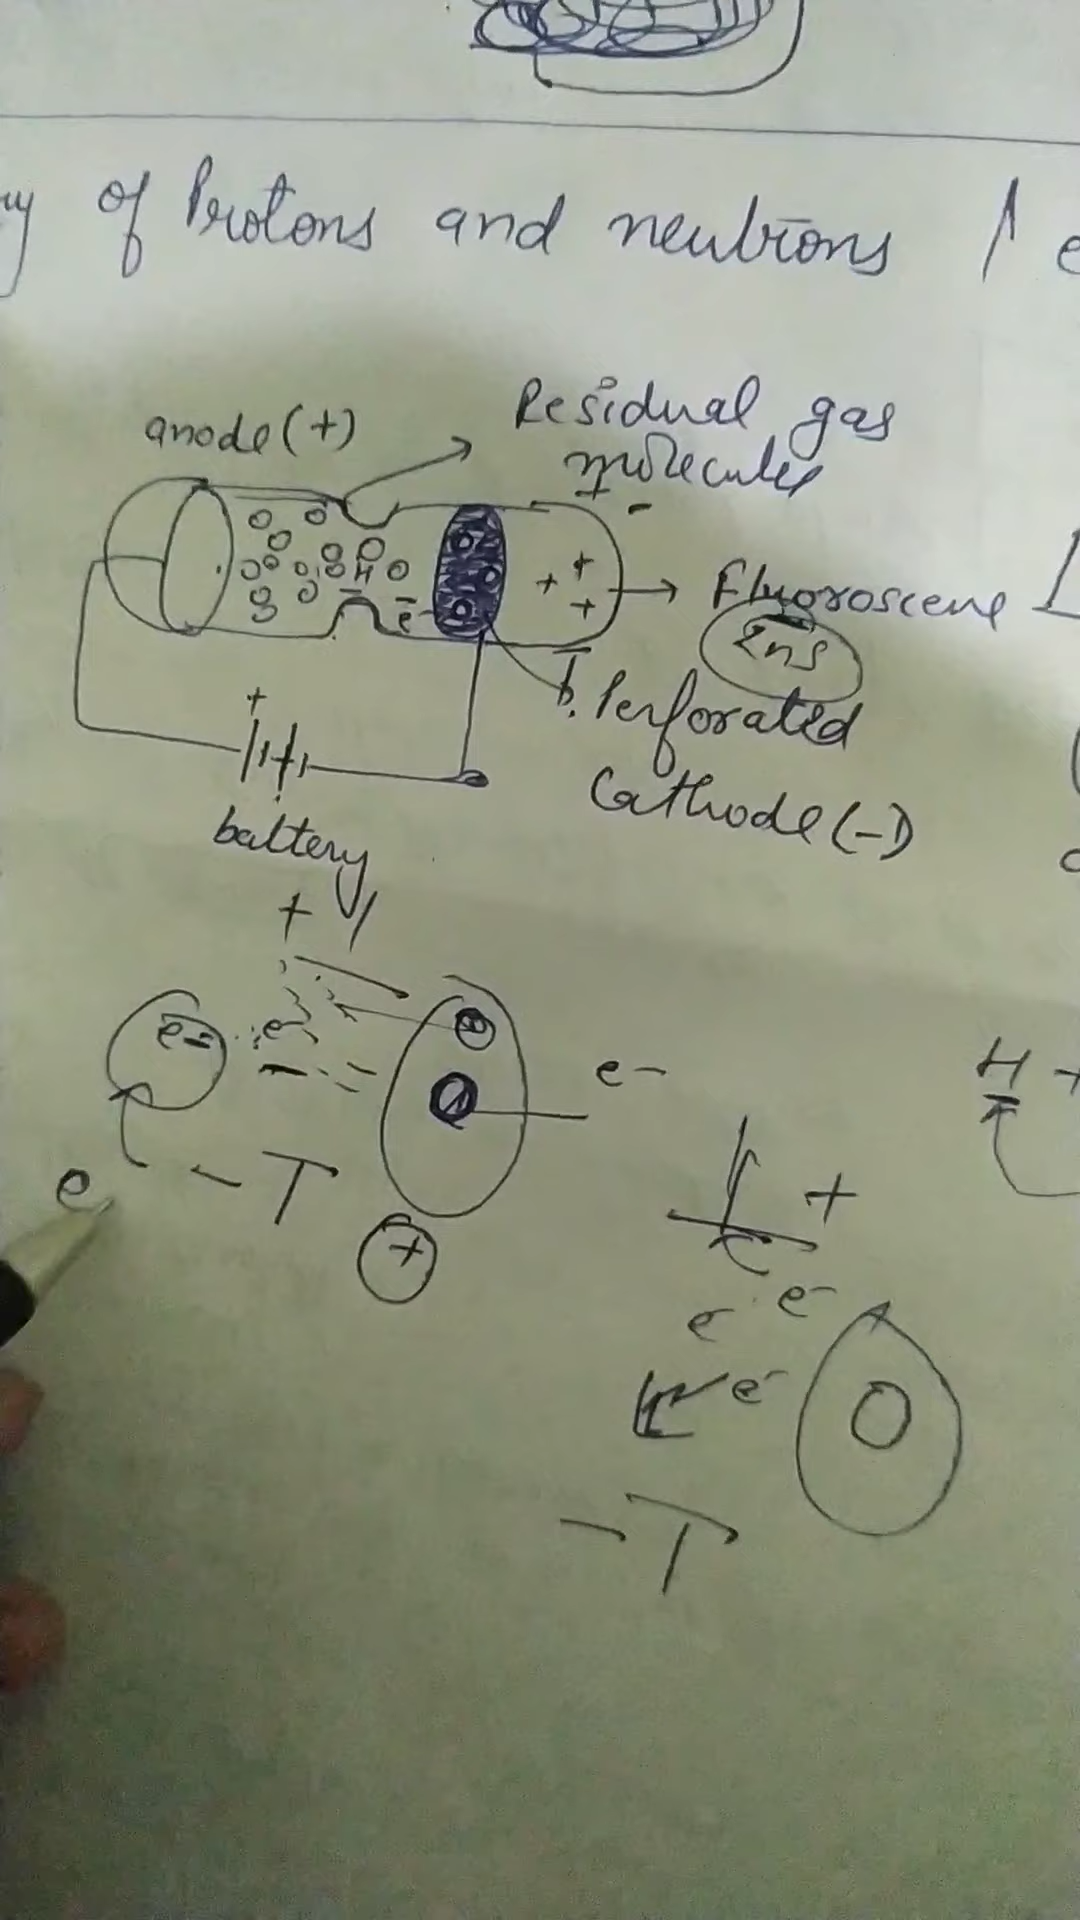 of Protons and neutrons
anode (+)
Residual gas
molecules
+ -
+ + +
H
e-
Fluoroscene
ZnS
Perforated
Cathode (-)
+
battery
+
e- e-
e-
- +
e
H +
+
e- e-
e-
-